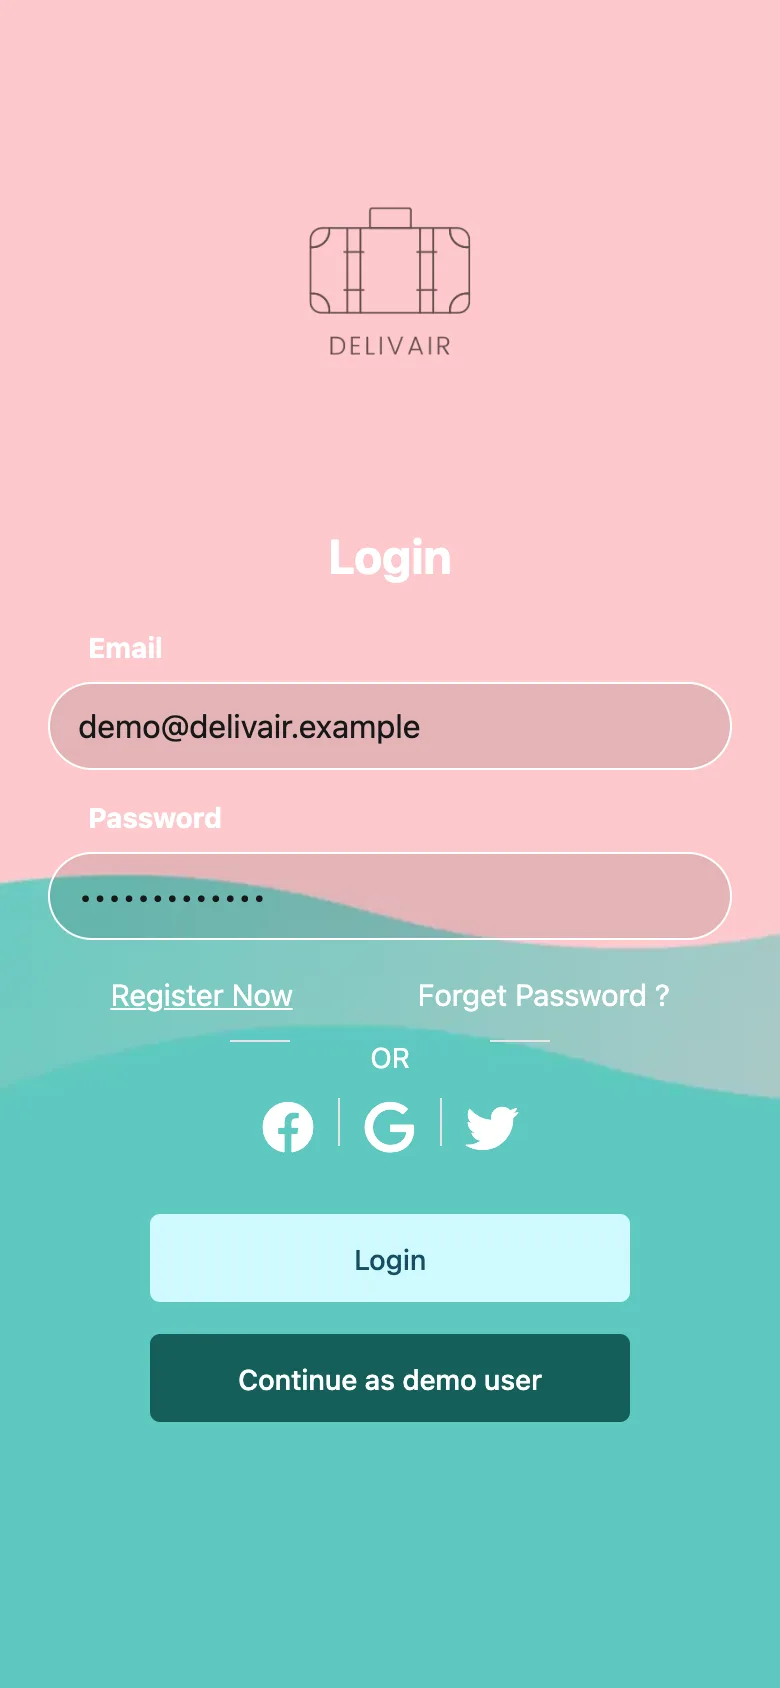 DELIVAIR
Login
Email
demo@delivair.example
Password
•••••••••••••
Register Now Forget Password ?
OR
Login
Continue as demo user